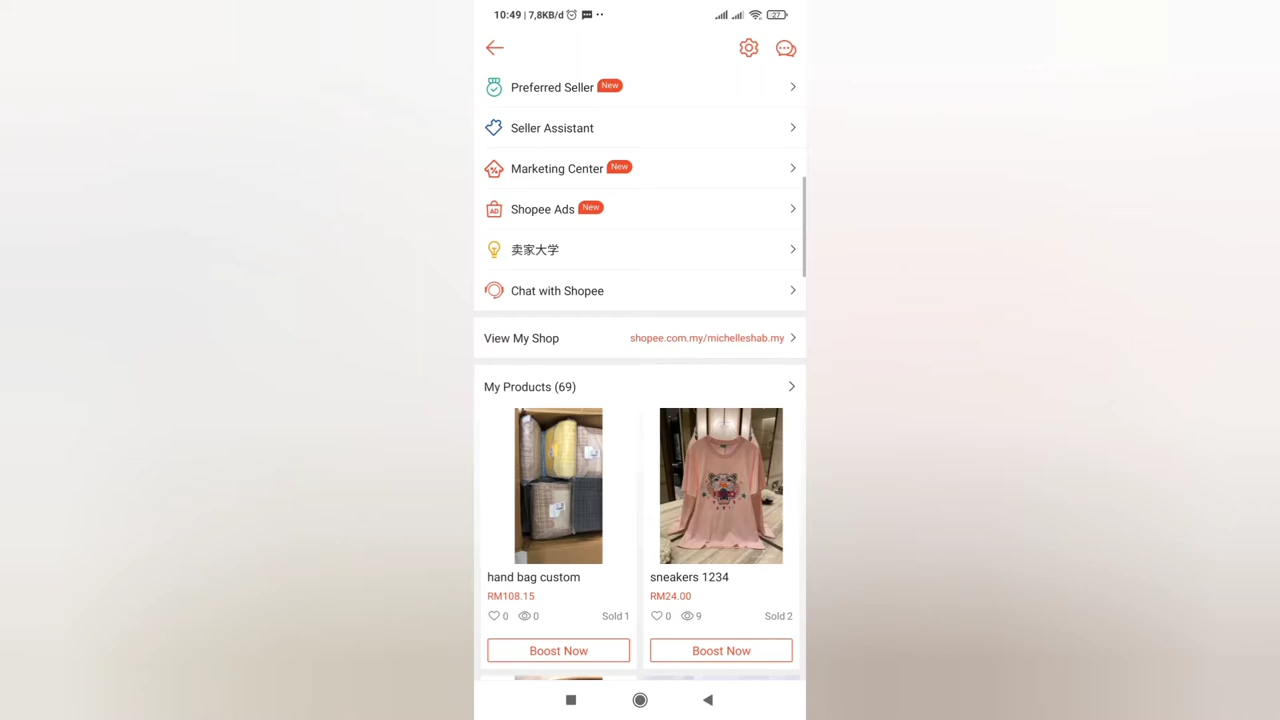 10:49 | 7,8KB/d
27
Preferred Seller New
Seller Assistant
Marketing Center New
AD Shopee Ads New
卖家大学
Chat with Shopee
View My Shop shopee.com.my/michelleshab.my
My Products (69)
hand bag custom
sneakers 1234
RM108.15
RM24.00
0 0 Sold 1
0 9 Sold 2
Boost Now
Boost Now